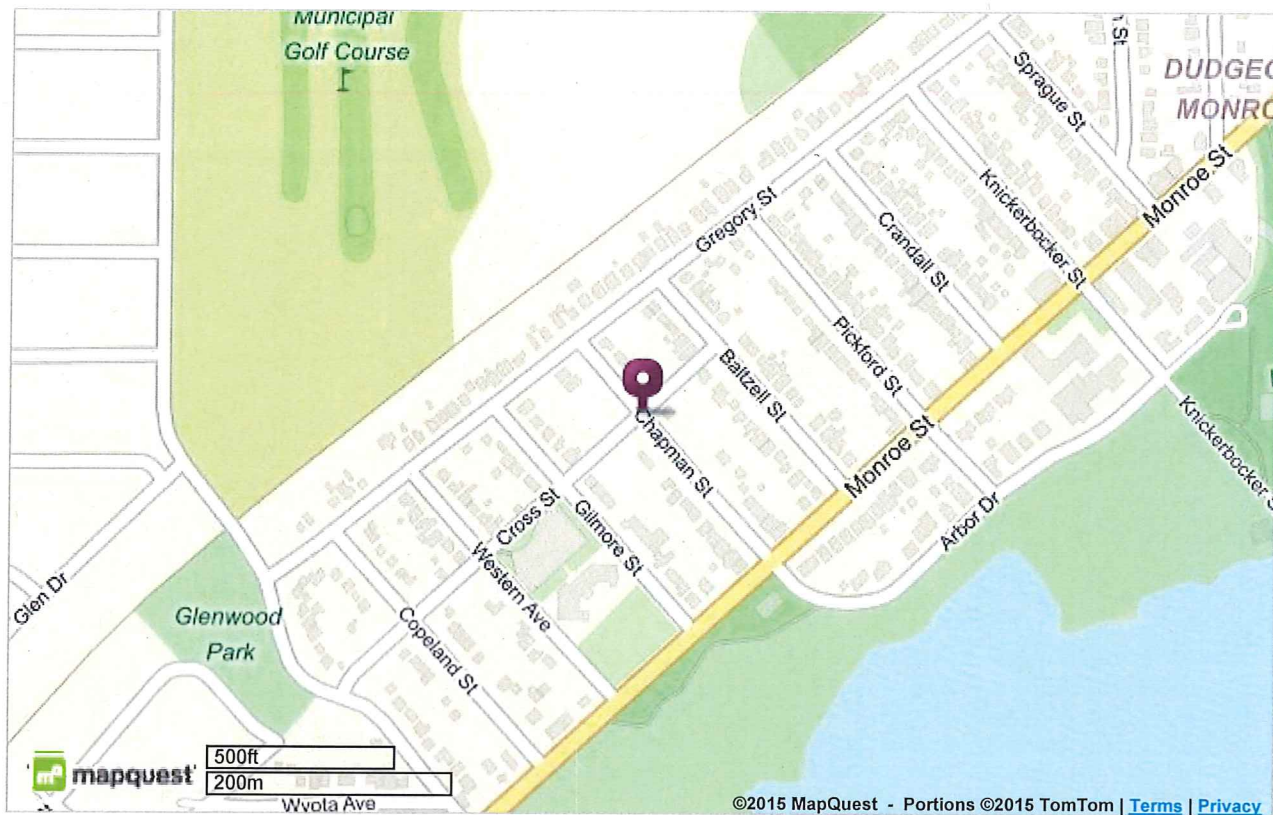 Municipal
Golf Course
Sprague St
DUDGEO
MONRO
Monroe St
Knickerbocker St
Crandall St
Gregory St
Pickford St
Baltzell St
Chapman St
Monroe St
Knickerbocker S
Arbor Dr
Cross St
Gilmore St
Western Ave
Glen Dr
Glenwood
Park
Copeland St
mapquest
500ft
200m
Wyota Ave
©2015 MapQuest - Portions ©2015 TomTom | Terms | Privacy